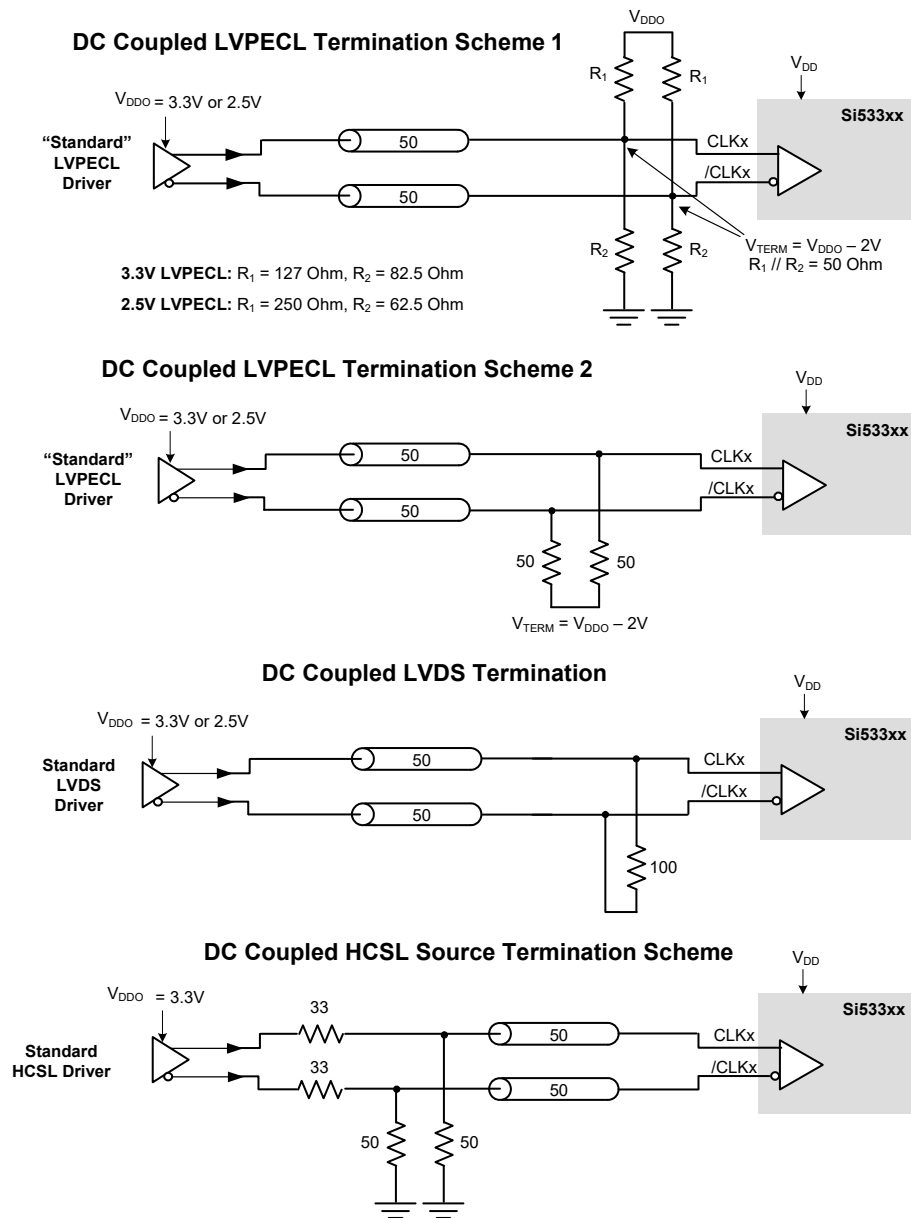 DC Coupled LVPECL Termination Scheme 1
VDDO
R1
R1
VDD
Si533xx
VDDO = 3.3V or 2.5V
“Standard”
LVPECL
Driver
50
50
CLKx
/CLKx
R2
R2
VTERM = VDDO – 2V
R1 // R2 = 50 Ohm
3.3V LVPECL: R1 = 127 Ohm, R2 = 82.5 Ohm
2.5V LVPECL: R1 = 250 Ohm, R2 = 62.5 Ohm
DC Coupled LVPECL Termination Scheme 2
VDD
Si533xx
VDDO = 3.3V or 2.5V
“Standard”
LVPECL
Driver
50
50
CLKx
/CLKx
50
50
VTERM = VDDO – 2V
DC Coupled LVDS Termination
VDD
Si533xx
VDDO = 3.3V or 2.5V
Standard
LVDS
Driver
50
50
CLKx
/CLKx
100
DC Coupled HCSL Source Termination Scheme
VDD
Si533xx
VDDO = 3.3V
Standard
HCSL Driver
33
33
50
50
CLKx
/CLKx
50
50